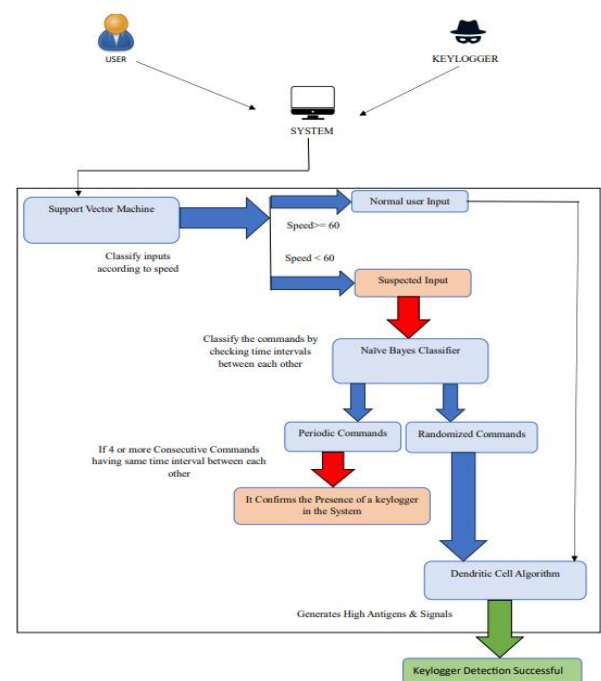 USER
KEYLOGGER
SYSTEM
Support Vector Machine
Normal user Input
Speed>= 60
Classify inputs
according to speed
Speed < 60
Suspected Input
Classify the commands by
checking time intervals
between each other
Naïve Bayes Classifier
Periodic Commands
Randomized Commands
If 4 or more Consecutive Commands
having same time interval between each
other
It Confirms the Presence of a keylogger
in the System
Dendritic Cell Algorithm
Generates High Antigens & Signals
Keylogger Detection Successful